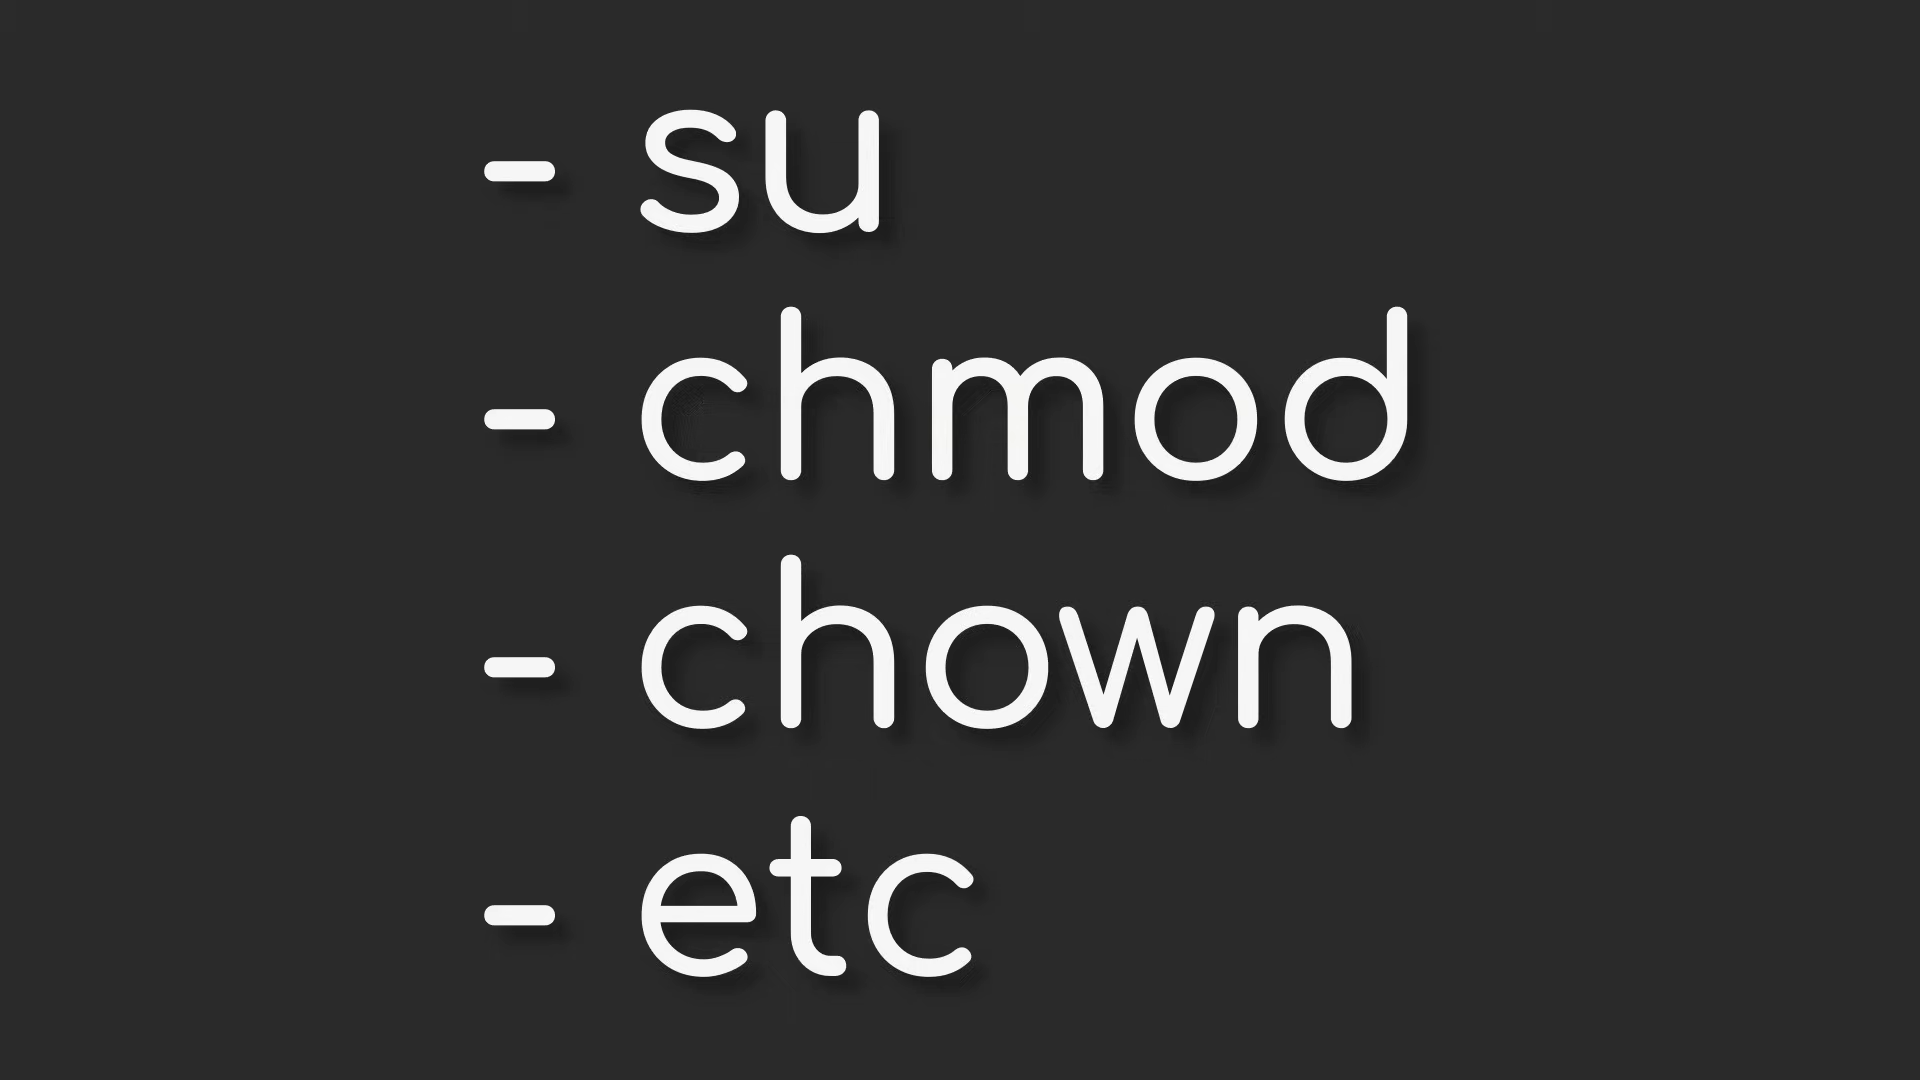 - su
- chmod
- chown
- etc